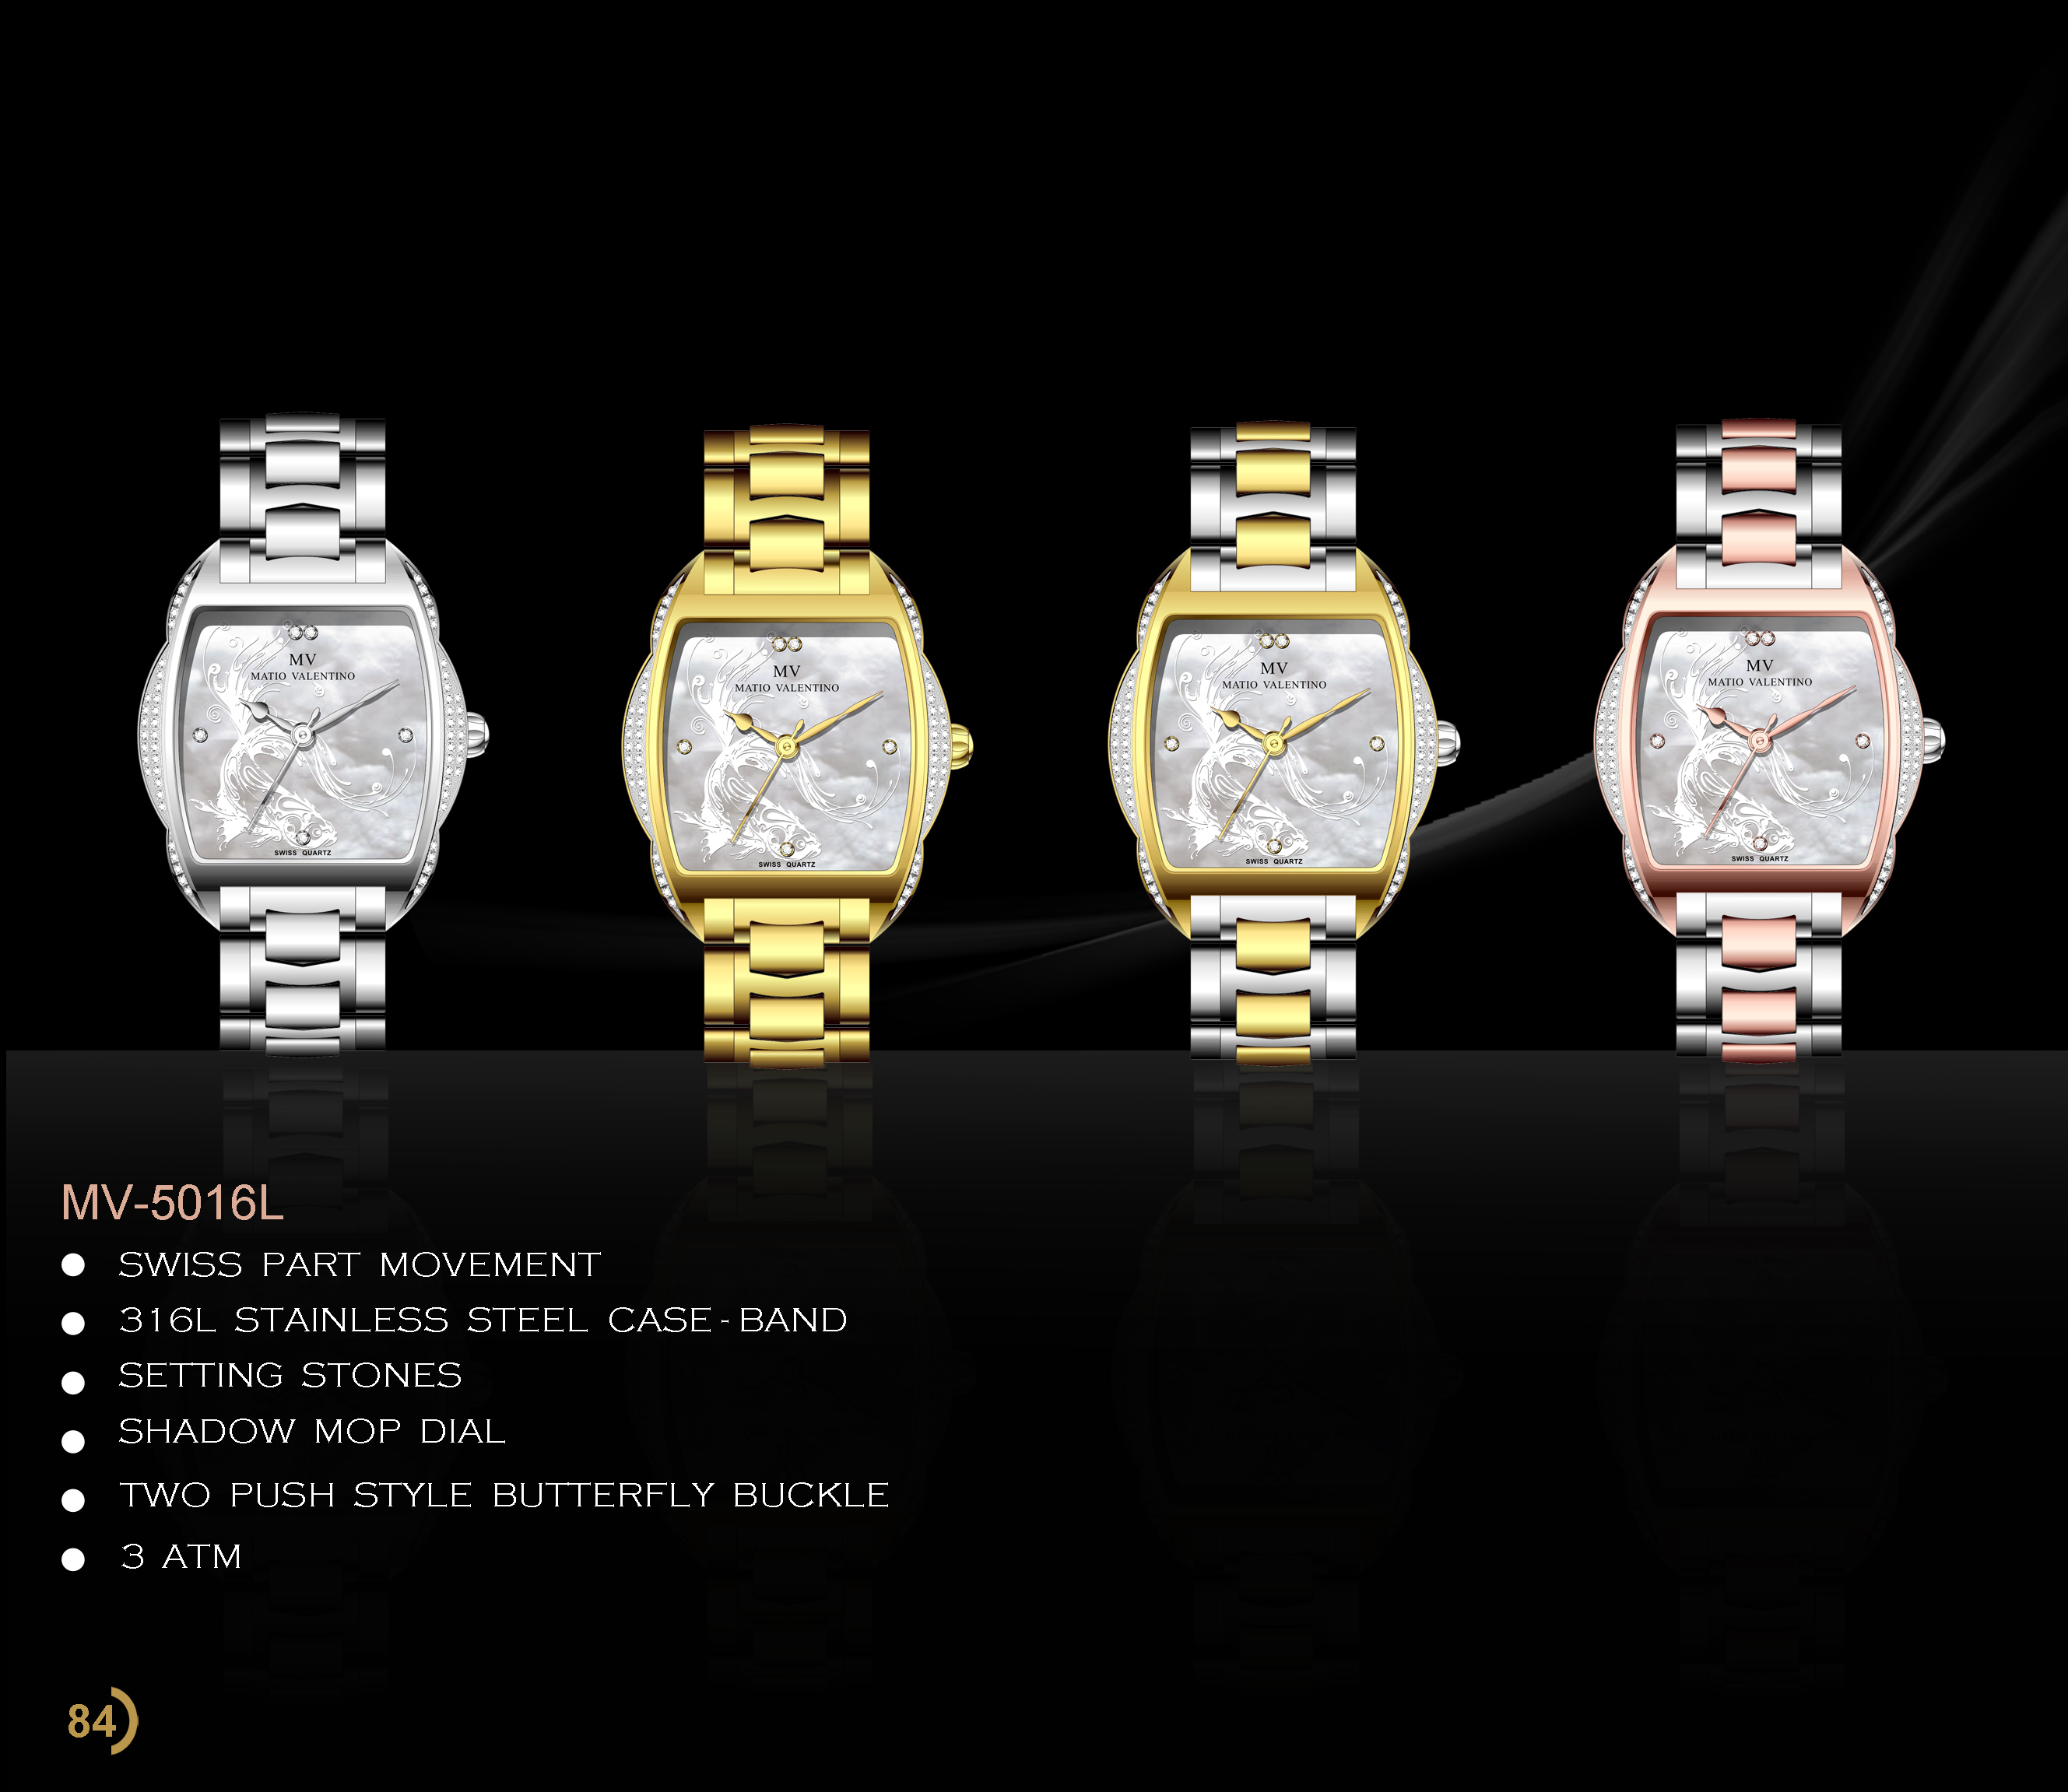 MV
MATIO VALENTINO
SWISS QUARTZ
MV
MATIO VALENTINO
SWISS QUARTZ
MV
MATIO VALENTINO
SWISS QUARTZ
MV
MATIO VALENTINO
SWISS QUARTZ
MV-5016L
● SWISS PART MOVEMENT
● 316L STAINLESS STEEL CASE-BAND
● SETTING STONES
● SHADOW MOP DIAL
● TWO PUSH STYLE BUTTERFLY BUCKLE
● 3 ATM
84